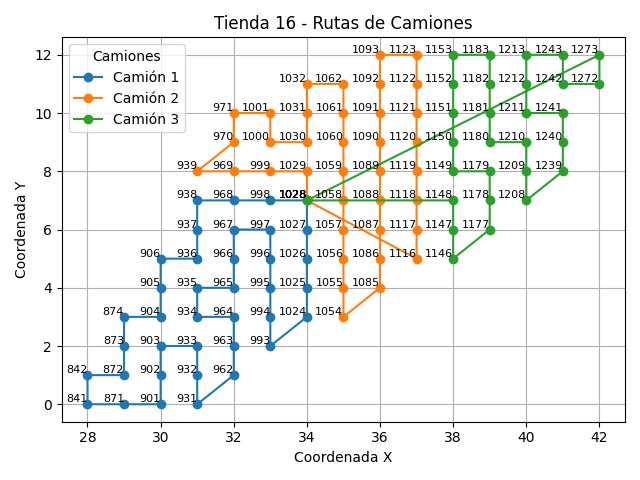 Tienda 16 - Rutas de Camiones
Camiones
Camión 1
Camión 2
Camión 3
Coordenada Y
12
10
8
6
4
2
0
1093 1123 1153 1183 1213 1243 1273
1032 1062 1092 1122 1152 1182 1212 1242 1272
971 1001 1031 1061 1091 1121 1151 1181 1211 1241
970 1000 1030 1060 1090 1120 1150 1180 1210 1240
939 969 999 1029 1059 1089 1119 1149 1179 1209 1239
938 968 998 1028 1058 1088 1118 1148 1178 1208
937 967 997 1027 1057 1087 1117 1147 1177
906 936 966 996 1026 1056 1086 1116 1146
905 935 965 995 1025 1055 1085
874 904 934 964 994 1024 1054
873 903 933 963 993
842 872 902 932 962
841 871 901 931
28 30 32 34 36 38 40 42
Coordenada X